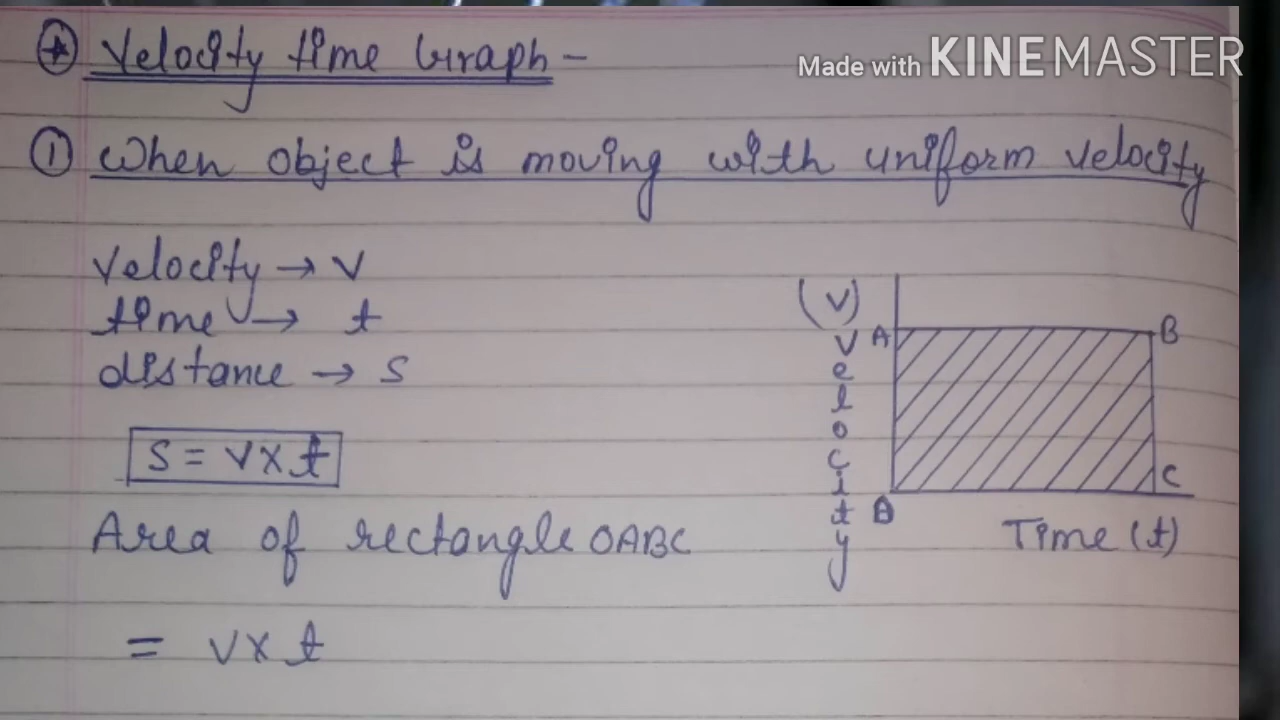 Velocity time Graph -
Made with KINEMASTER
① When object is moving with uniform velocity
Velocity → V
time → t
distance → S
S = V × t
Area of rectangle OABC
= V × t
(V)
Velocity
A
B
C
O
Time (t)